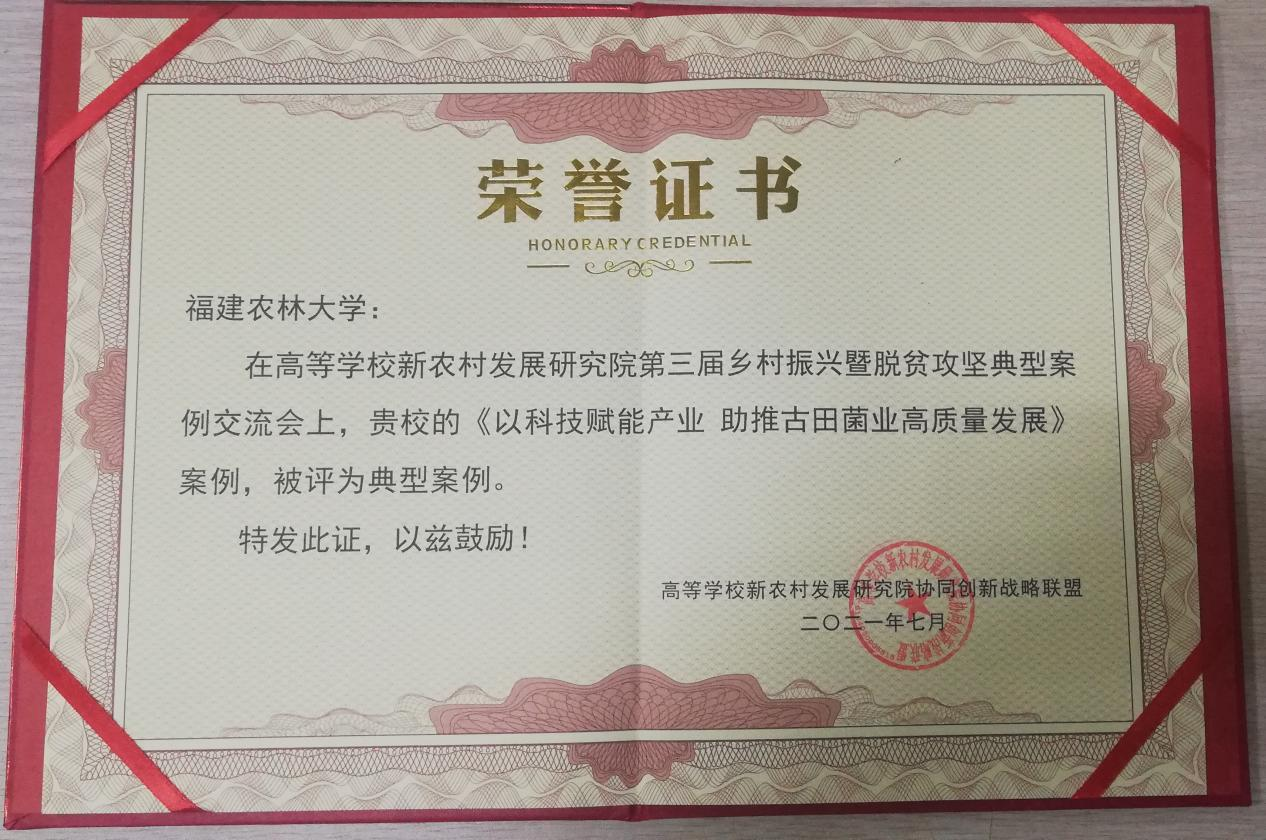 荣誉证书
HONORARY CREDENTIAL
福建农林大学：
在高等学校新农村发展研究院第三届乡村振兴暨脱贫攻坚典型案
例交流会上，贵校的《以科技赋能产业 助推古田菌业高质量发展》
案例，被评为典型案例。
特发此证，以兹鼓励！
高等学校新农村发展研究院协同创新战略联盟
二〇二一年七月